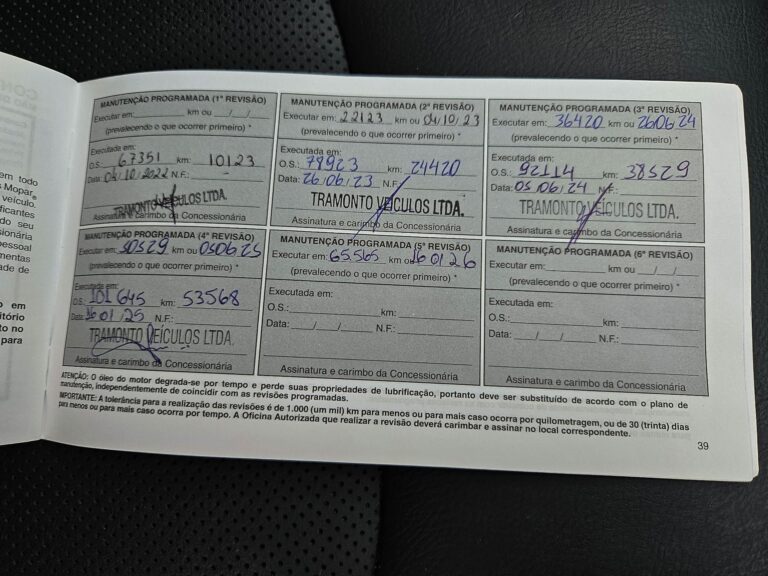 MANUTENÇÃO PROGRAMADA (1ª REVISÃO)
Executar em: km ou / /
(prevalecendo o que ocorrer primeiro) *
Executada em:
O.S.: 67351 km: 10123
Data: 04/10/2022 N.F.: -
TRAMONTO VEÍCULOS LTDA.
Assinatura e carimbo da Concessionária
MANUTENÇÃO PROGRAMADA (2ª REVISÃO)
Executar em: 22123 km ou 04/10/23
(prevalecendo o que ocorrer primeiro) *
Executada em:
O.S.: 78923 km: 24420
Data: 26/06/23 N.F.:
TRAMONTO VEÍCULOS LTDA.
Assinatura e carimbo da Concessionária
MANUTENÇÃO PROGRAMADA (3ª REVISÃO)
Executar em: 36420 km ou 26/06/24
(prevalecendo o que ocorrer primeiro) *
Executada em:
O.S.: 92114 km: 38529
Data: 05/06/24 N.F.:
TRAMONTO VEÍCULOS LTDA.
Assinatura e carimbo da Concessionária
MANUTENÇÃO PROGRAMADA (4ª REVISÃO)
Executar em: 50529 km ou 05/06/25
(prevalecendo o que ocorrer primeiro) *
Executada em:
O.S.: 101645 km: 53568
Data: 16/01/25 N.F.:
TRAMONTO VEÍCULOS LTDA.
Assinatura e carimbo da Concessionária
MANUTENÇÃO PROGRAMADA (5ª REVISÃO)
Executar em: 65565 km ou 16/01/26
(prevalecendo o que ocorrer primeiro) *
Executada em:
O.S.: km:
Data: / / N.F.:
Assinatura e carimbo da Concessionária
MANUTENÇÃO PROGRAMADA (6ª REVISÃO)
Executar em: km ou / /
(prevalecendo o que ocorrer primeiro) *
Executada em:
O.S.: km:
Data: / / N.F.:
Assinatura e carimbo da Concessionária
ATENÇÃO: O óleo do motor degrada-se por tempo e perde suas propriedades de lubrificação, portanto deve ser substituído de acordo com o plano de
manutenção, independentemente de coincidir com as revisões programadas.
IMPORTANTE: A tolerância para a realização das revisões é de 1.000 (um mil) km para menos ou para mais caso ocorra por quilometragem, ou de 30 (trinta) dias
para menos ou para mais caso ocorra por tempo. A Oficina Autorizada que realizar a revisão deverá carimbar e assinar no local correspondente.
39
em todo
Mopar®
veículo.
do seu
para